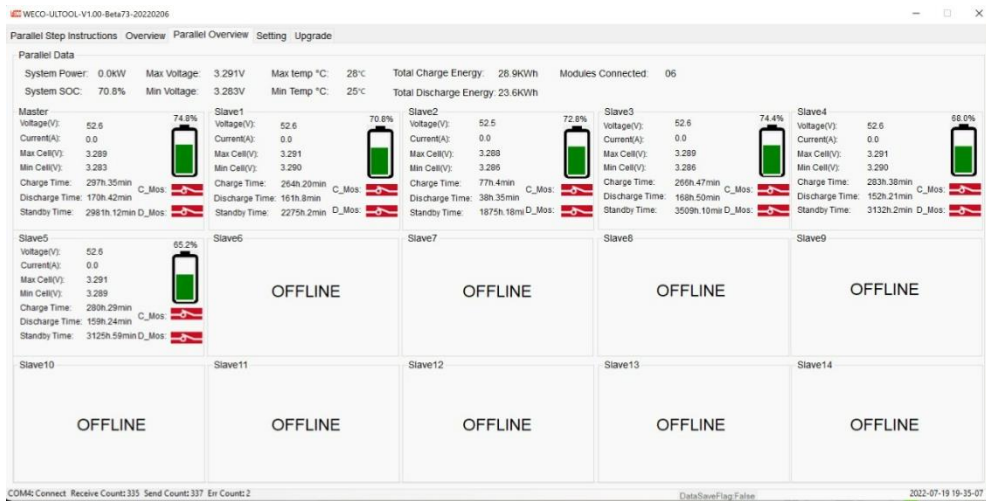 WECO-ULTOOL-V1.00-Beta73-20220206
Parallel Step Instructions Overview Parallel Overview Setting Upgrade
Parallel Data
System Power: 0.0kW Max Voltage: 3.291V Max temp °C: 28°C Total Charge Energy: 28.9KWh Modules Connected: 06
System SOC: 70.8% Min Voltage: 3.283V Min Temp °C: 25°C Total Discharge Energy: 23.6KWh
Master
74.8%
Voltage(V): 52.6
Current(A): 0.0
Max Cell(V): 3.289
Min Cell(V): 3.283
Charge Time: 297h.35min C_Mos:
Discharge Time: 170h.42min
Standby Time: 2981h.12min D_Mos:
Slave1
70.8%
Voltage(V): 52.6
Current(A): 0.0
Max Cell(V): 3.291
Min Cell(V): 3.290
Charge Time: 264h.20min C_Mos:
Discharge Time: 161h.8min
Standby Time: 2275h.2min D_Mos:
Slave2
72.8%
Voltage(V): 52.5
Current(A): 0.0
Max Cell(V): 3.288
Min Cell(V): 3.286
Charge Time: 77h.4min C_Mos:
Discharge Time: 38h.35min
Standby Time: 1875h.18mi D_Mos:
Slave3
74.4%
Voltage(V): 52.6
Current(A): 0.0
Max Cell(V): 3.289
Min Cell(V): 3.286
Charge Time: 266h.47min C_Mos:
Discharge Time: 168h.50min
Standby Time: 3509h.10mir D_Mos:
Slave4
68.0%
Voltage(V): 52.6
Current(A): 0.0
Max Cell(V): 3.291
Min Cell(V): 3.290
Charge Time: 283h.38min C_Mos:
Discharge Time: 152h.21min
Standby Time: 3132h.2min D_Mos:
Slave5
65.2%
Voltage(V): 52.6
Current(A): 0.0
Max Cell(V): 3.291
Min Cell(V): 3.289
Charge Time: 280h.29min C_Mos:
Discharge Time: 159h.24min
Standby Time: 3125h.59min D_Mos:
Slave6
OFFLINE
Slave7
OFFLINE
Slave8
OFFLINE
Slave9
OFFLINE
Slave10
OFFLINE
Slave11
OFFLINE
Slave12
OFFLINE
Slave13
OFFLINE
Slave14
OFFLINE
COM4: Connect Receive Count: 335 Send Count: 337 Err Count: 2 DataSaveFlag:False 2022-07-19 19-35-07